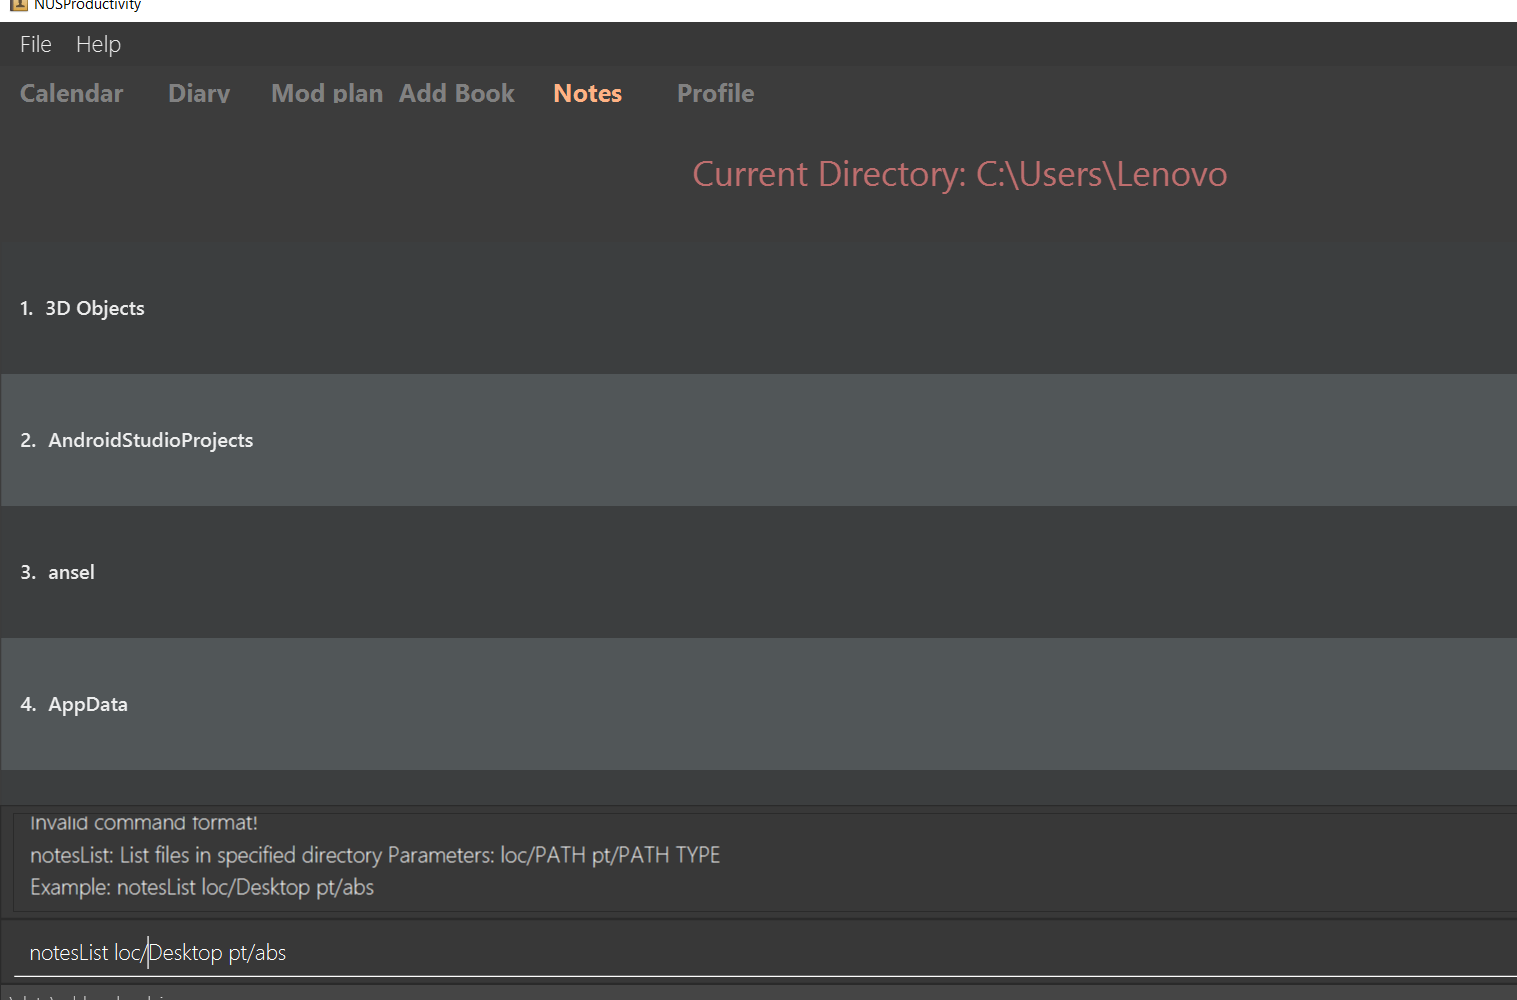 NUSProductivity
File Help
Calendar Diary Mod plan Add Book Notes Profile
Current Directory: C:\Users\Lenovo
1. 3D Objects
2. AndroidStudioProjects
3. ansel
4. AppData
Invalid command format!
notesList: List files in specified directory Parameters: loc/PATH pt/PATH TYPE
Example: notesList loc/Desktop pt/abs
notesList loc/Desktop pt/abs